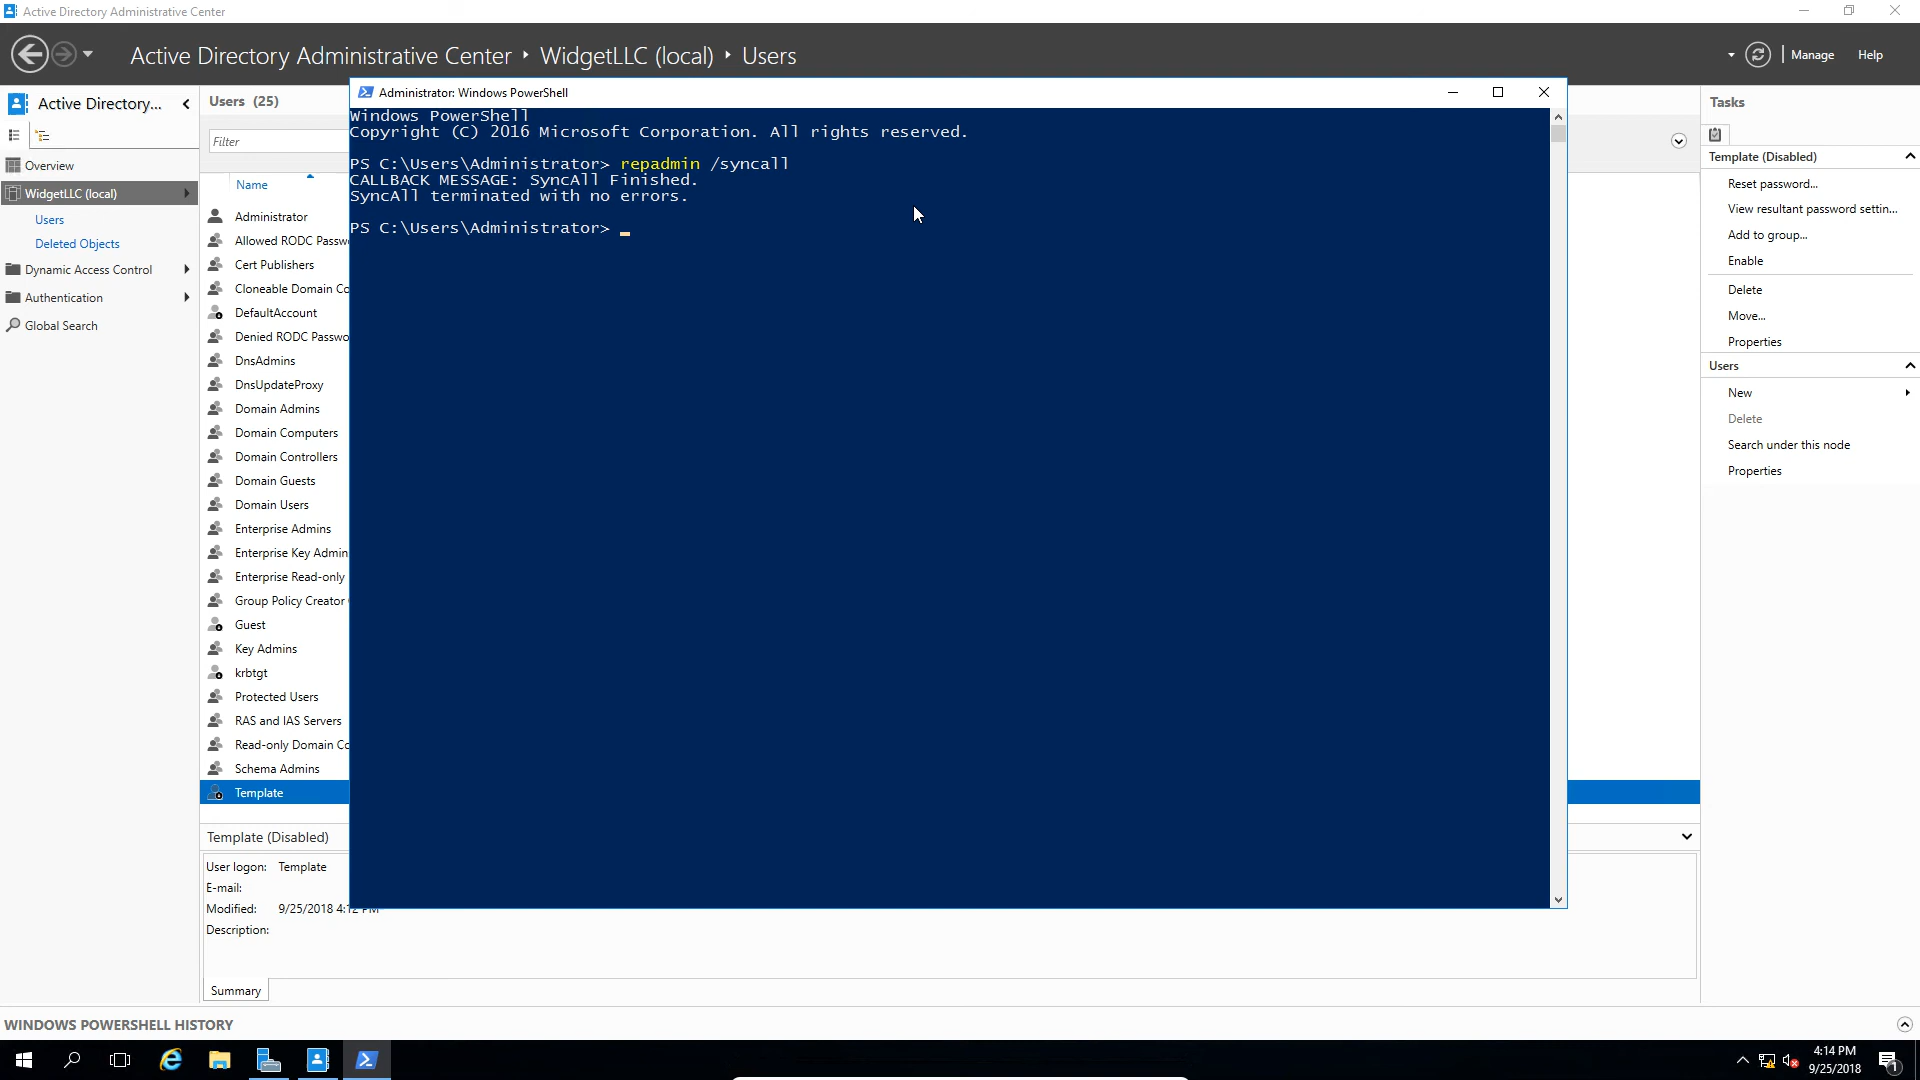 Active Directory Administrative Center
Active Directory Administrative Center • WidgetLLC (local) • Users
Manage
Help
Active Directory...
Overview
WidgetLLC (local)
Users
Deleted Objects
Dynamic Access Control
Authentication
Global Search
Users (25)
Filter
Name
Administrator
Allowed RODC Passwo
Cert Publishers
Cloneable Domain Co
DefaultAccount
Denied RODC Passwo
DnsAdmins
DnsUpdateProxy
Domain Admins
Domain Computers
Domain Controllers
Domain Guests
Domain Users
Enterprise Admins
Enterprise Key Admin
Enterprise Read-only
Group Policy Creator
Guest
Key Admins
krbtgt
Protected Users
RAS and IAS Servers
Read-only Domain Co
Schema Admins
Template
Administrator: Windows PowerShell
Windows PowerShell
Copyright (C) 2016 Microsoft Corporation. All rights reserved.
PS C:\Users\Administrator> repadmin /syncall
CALLBACK MESSAGE: SyncAll Finished.
SyncAll terminated with no errors.
PS C:\Users\Administrator> _
Template (Disabled)
User logon: Template
E-mail:
Modified: 9/25/2018 4:12 PM
Description:
Summary
Tasks
Template (Disabled)
Reset password...
View resultant password settin...
Add to group...
Enable
Delete
Move...
Properties
Users
New
Delete
Search under this node
Properties
WINDOWS POWERSHELL HISTORY
4:14 PM
9/25/2018
1